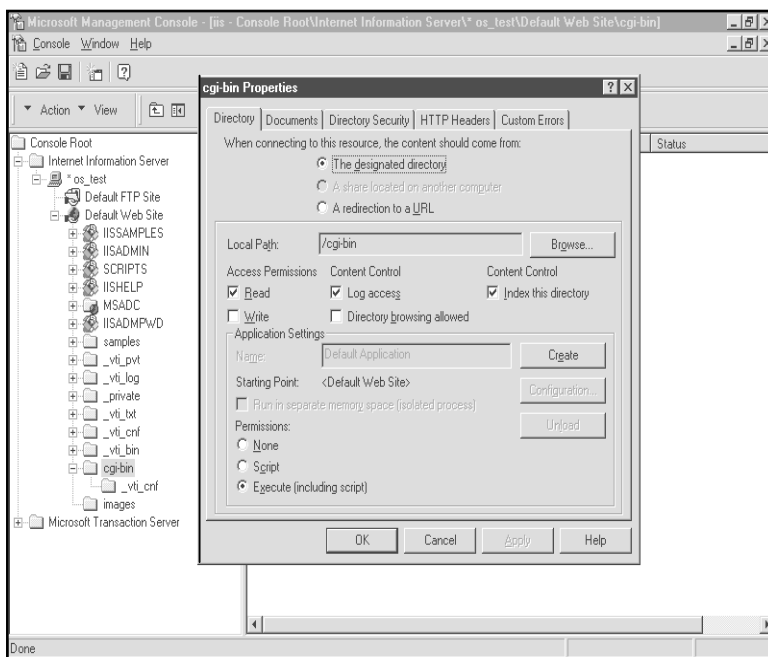 Microsoft Management Console - [iis - Console Root\Internet Information Server\* os_test\Default Web Site\cgi-bin]
Console Window Help
Action View
Console Root
Internet Information Server
* os_test
Default FTP Site
Default Web Site
IISSAMPLES
IISADMIN
SCRIPTS
IISHELP
MSADC
IISADMPWD
samples
_vti_pvt
_vti_log
_private
_vti_txt
_vti_cnf
_vti_bin
cgi-bin
_vti_cnf
images
Microsoft Transaction Server
Status
cgi-bin Properties
Directory Documents Directory Security HTTP Headers Custom Errors
When connecting to this resource, the content should come from:
The designated directory
A share located on another computer
A redirection to a URL
Local Path: /cgi-bin Browse...
Access Permissions Content Control Content Control
Read Log access Index this directory
Write Directory browsing allowed
Application Settings
Name: Default Application Create
Starting Point: <Default Web Site> Configuration...
Run in separate memory space (isolated process)
Permissions: Unload
None
Script
Execute (including script)
OK Cancel Apply Help
Done